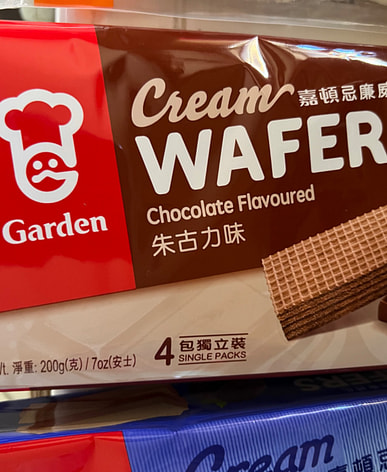 Cream 嘉頓忌廉威
WAFER
Chocolate Flavoured
朱古力味
Garden
4 包獨立裝
SINGLE PACKS
淨重: 200g(克) / 7oz(安士)
Cream